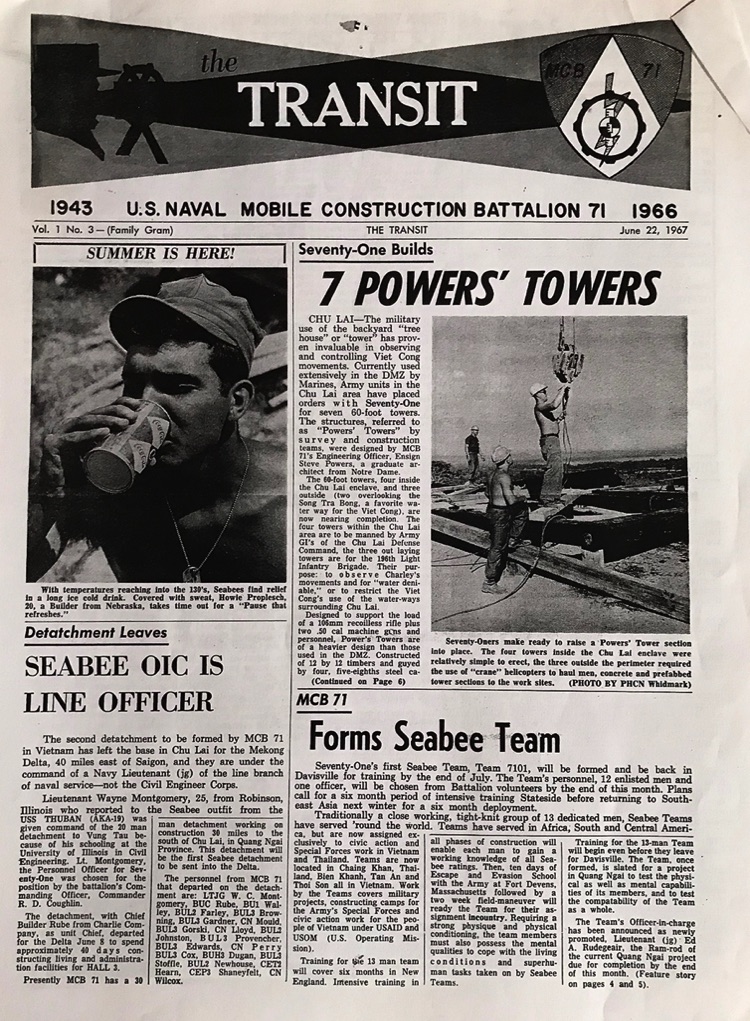 the
TRANSIT
MCB 71
1943 U.S. NAVAL MOBILE CONSTRUCTION BATTALION 71 1966
Vol. 1 No. 3—(Family Gram) THE TRANSIT June 22, 1967
SUMMER IS HERE!
With temperatures reaching into the 130's, Seabees find relief
in a long ice cold drink. Covered with sweat, Howie Proplesch,
20, a Builder from Nebraska, takes time out for a "Pause that
refreshes."
Detatchment Leaves
SEABEE OIC IS
LINE OFFICER
The second detatchment to be formed by MCB 71
in Vietnam has left the base in Chu Lai for the Mekong
Delta, 40 miles east of Saigon, and they are under the
command of a Navy Lieutenant (jg) of the line branch
of naval service—not the Civil Engineer Corps.
Lieutenant Wayne Montgomery, 25, from Robinson,
Illinois who reported to the Seabee outfit from the
USS THUBAN (AKA-19) was
given command of the 20 man
detachment to Vung Tau be-
cause of his schooling at the
University of Illinois in Civil
Engineering. Lt. Montgomery,
the Personnel Officer for Sev-
enty-One was chosen for the
position by the battalion's Com-
manding Officer, Commander
R. D. Coughlin.
The detachment, with Chief
Builder Rube from Charlie Com-
pany, as unit Chief, departed
for the Delta June 8 to spend
approximately 40 days con-
structing living and administra-
tion facilities for HALL 3.
Presently MCB 71 has a 30
man detachment working on
construction 30 miles to the
south of Chu Lai, in Quang Ngai
Province. This detachment will
be the first Seabee detachment
to be sent into the Delta.
The personnel from MCB 71
that departed on the detach-
ment are: LTJG W. C. Mont-
gomery, BUC Rube, BU1 Wal-
ley, BUL2 Farley, BUL3 Brow-
ning, BUL3 Gardner, CN Mould,
BUL3 Gorski, CN Lloyd, BUL2
Johnston, BUL3 Provencher,
BUL3 Edwards, CN Perry
BUL3 Cox, BUH3 Dugan, BUL3
Stoffle, BUL2 Newhouse, CET2
Hearn, CEP3 Shaneyfelt, CN
Wilcox.
Seventy-One Builds
7 POWERS' TOWERS
CHU LAI—The military
use of the backyard "tree
house" or "tower" has prov-
en invaluable in observing
and controlling Viet Cong
movements. Currently used
extensively in the DMZ by
Marines, Army units in the
Chu Lai area have placed
orders with Seventy-One
for seven 60-foot towers.
The structures, referred to
as "Powers' Towers" by
survey and construction
teams, were designed by MCB
71's Engineering Officer, Ensign
Steve Powers, a graduate ar-
chitect from Notre Dame.
The 60-foot towers, four inside
the Chu Lai enclave, and three
outside (two overlooking the
Song Tra Bong, a favorite wa-
ter way for the Viet Cong), are
now nearing completion. The
four towers within the Chu Lai
area are to be manned by Army
GI's of the Chu Lai Defense
Command, the three out laying
towers are for the 196th Light
Infantry Brigade. Their pur-
pose: to observe Charley's
movements and for "water deni-
able," or to restrict the Viet
Cong's use of the water-ways
surrounding Chu Lai.
Designed to support the load
of a 106mm recoilless rifle plus
two .50 cal machine guns and
personnel, Power's Towers are
of a heavier design than those
used in the DMZ. Constructed
of 12 by 12 timbers and guyed
by four, five-eighths steel ca-
(Continued on Page 6)
Seventy-Oners make ready to raise a Powers' Tower section
into place. The four towers inside the Chu Lai enclave were
relatively simple to erect, the three outside the perimeter required
the use of "crane" helicopters to haul men, concrete and prefabbed
tower sections to the work sites. (PHOTO BY PHCN Whidmark)
MCB 71
Forms Seabee Team
Seventy-One's first Seabee Team, Team 7101, will be formed and be back in
Davisville for training by the end of July. The Team's personnel, 12 enlisted men and
one officer, will be chosen from Battalion volunteers by the end of this month. Plans
call for a six month period of intensive training Stateside before returning to South-
east Asia next winter for a six month deployment.
Traditionally a close working, tight-knit group of 13 dedicated men, Seabee Teams
have served 'round the world. Teams have served in Africa, South and Central Ameri-
ca, but are now assigned ex-
clusively to civic action and
Special Forces work in Vietnam
and Thailand. Teams are now
located in Chaing Khan, Thai-
land, Bien Khanh, Tan An and
Thoi Son all in Vietnam. Work
by the Teams covers military
projects, constructing camps for
the Army's Special Forces and
civic action work for the peo-
ple of Vietnam under USAID and
USOM (U.S. Operating Mis-
sion).
Training for the 13 man team
will cover six months in New
England. Intensive training in
all phases of construction will
enable each man to gain a
working knowledge of all Sea-
bee ratings. Then, ten days of
Escape and Evasion School
with the Army at Fort Devens,
Massachusetts followed by a
two week field-maneuver will
ready the Team for their as-
signment incountry. Requiring a
strong physique and physical
conditioning, the team members
must also possess the mental
qualities to cope with the living
conditions and superhu-
man tasks taken on by Seabee
Teams.
Training for the 13-man Team
will begin even before they leave
for Davisville. The Team, once
formed, is slated for a project
in Quang Ngai to test the physi-
cal as well as mental capabili-
ties of its members, and to test
the compatability of the Team
as a whole.
The Team's Officer-in-charge
has been announced as newly
promoted, Lieutenant (jg) Ed
A. Rudegeair, the Ram-rod of
the current Quang Ngai project
due for completion by the end
of this month. (Feature story
on pages 4 and 5).